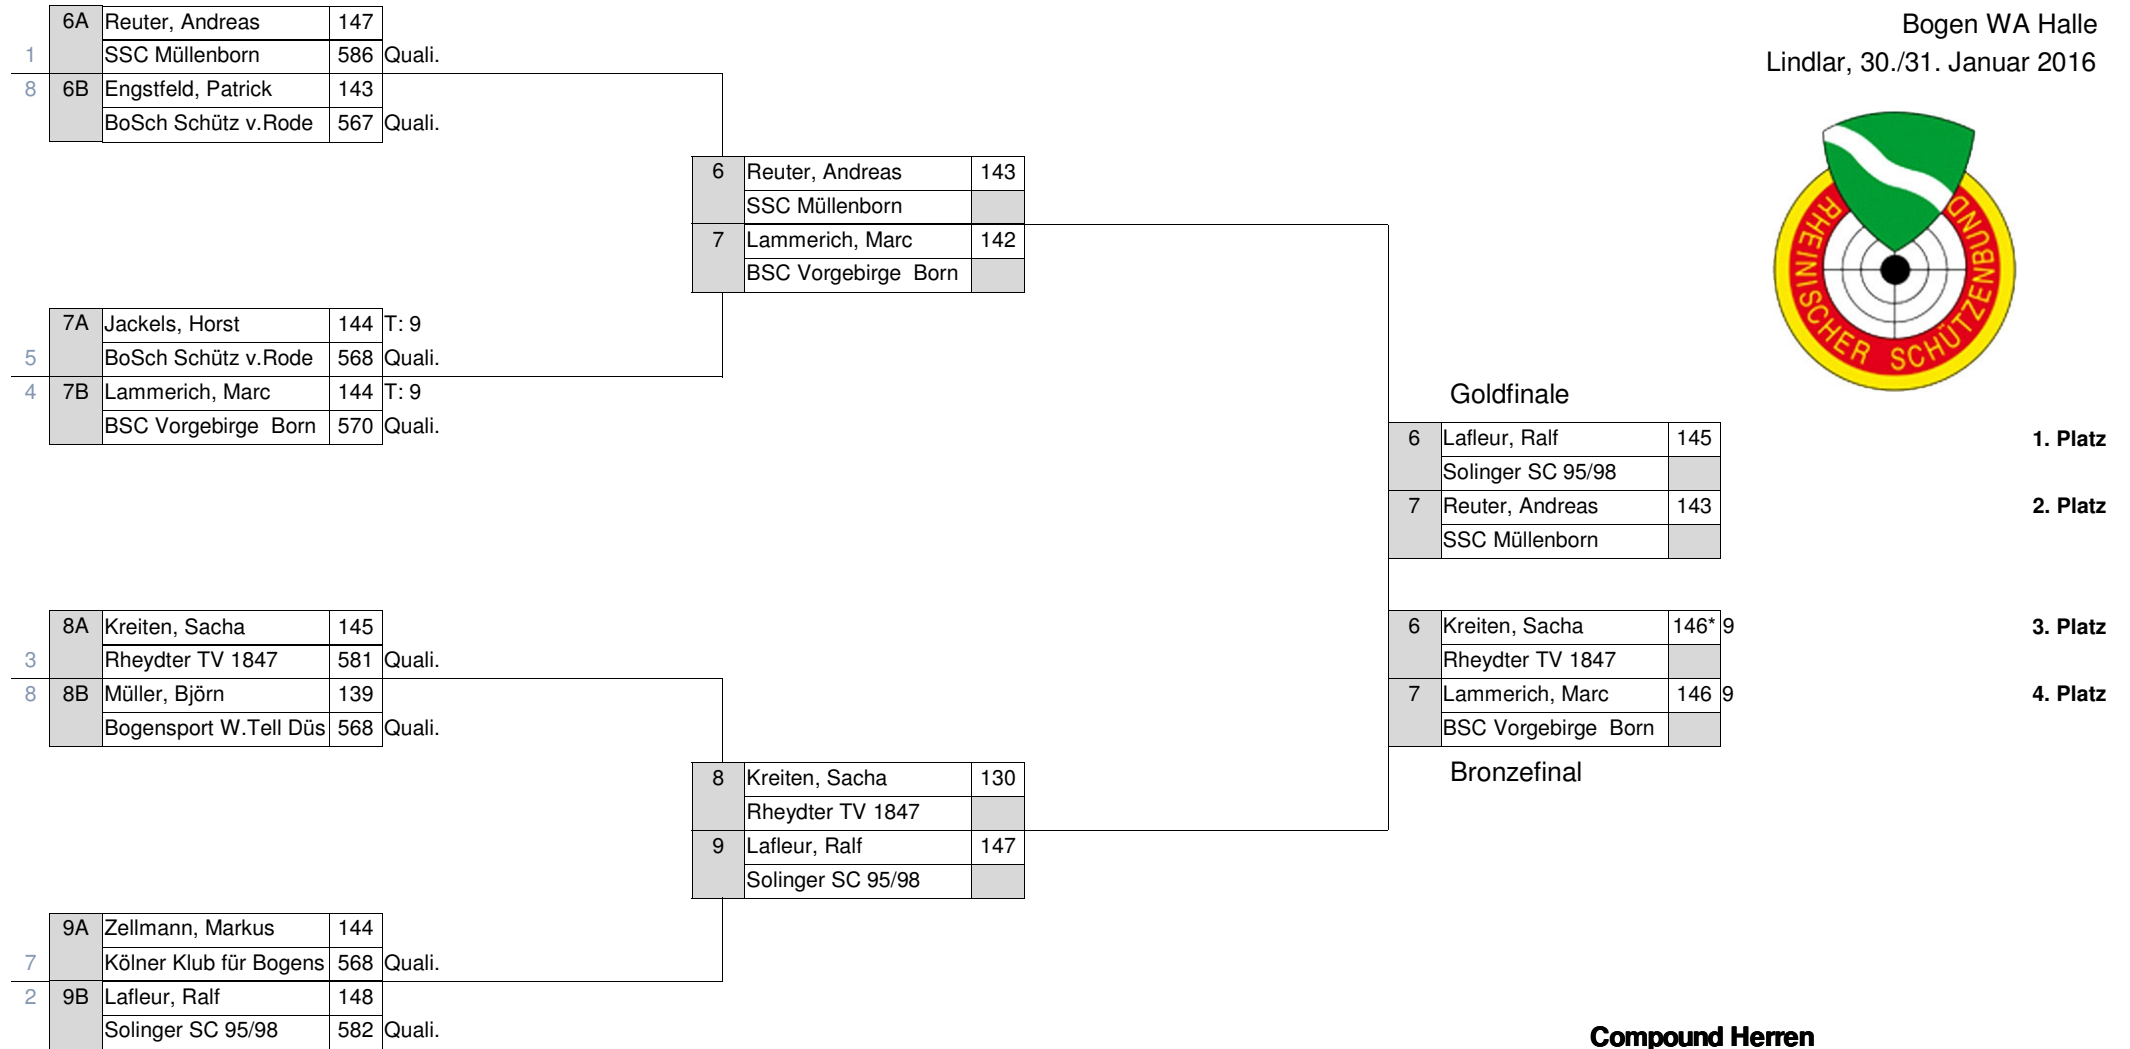 Bogen WA Halle
Lindlar, 30./31. Januar 2016
RHEINISCHER SCHÜTZENBUND
6A Reuter, Andreas 147
1 SSC Müllenborn 586 Quali.
8 6B Engstfeld, Patrick 143
BoSch Schütz v.Rode 567 Quali.
7A Jackels, Horst 144 T: 9
5 BoSch Schütz v.Rode 568 Quali.
4 7B Lammerich, Marc 144 T: 9
BSC Vorgebirge Born 570 Quali.
8A Kreiten, Sacha 145
3 Rheydter TV 1847 581 Quali.
8 8B Müller, Björn 139
Bogensport W.Tell Düs 568 Quali.
9A Zellmann, Markus 144
7 Kölner Klub für Bogens 568 Quali.
2 9B Lafleur, Ralf 148
Solinger SC 95/98 582 Quali.
6 Reuter, Andreas 143
SSC Müllenborn
7 Lammerich, Marc 142
BSC Vorgebirge Born
8 Kreiten, Sacha 130
Rheydter TV 1847
9 Lafleur, Ralf 147
Solinger SC 95/98
Goldfinale
6 Lafleur, Ralf 145 1. Platz
Solinger SC 95/98
7 Reuter, Andreas 143 2. Platz
SSC Müllenborn
6 Kreiten, Sacha 146* 9 3. Platz
Rheydter TV 1847
7 Lammerich, Marc 146 9 4. Platz
BSC Vorgebirge Born
Bronzefinal
Compound Herren